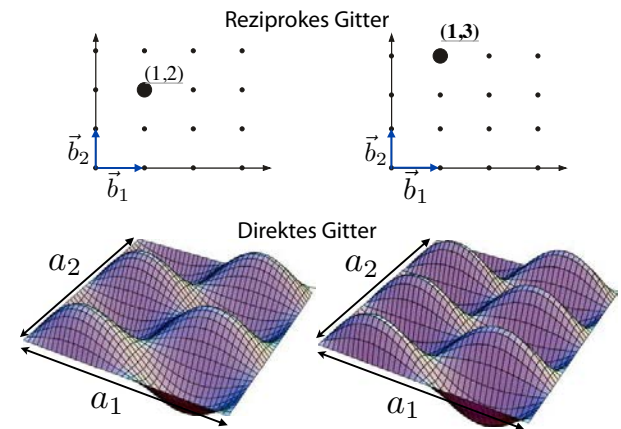 Reziprokes Gitter
(1,2)
(1,3)
b⃗₂
b⃗₁
b⃗₂
b⃗₁
Direktes Gitter
a₂
a₁
a₂
a₁